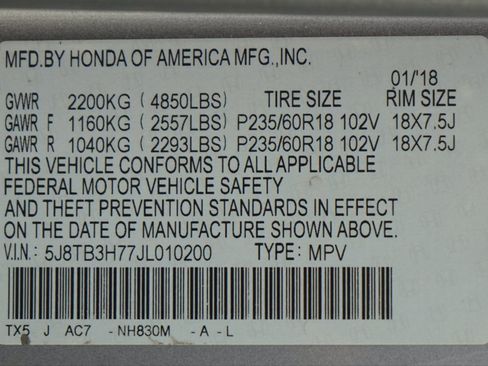 MFD.BY HONDA OF AMERICA MFG.,INC.
01/'18
GVWR 2200KG (4850LBS) TIRE SIZE RIM SIZE
GAWR F 1160KG (2557LBS) P235/60R18 102V 18X7.5J
GAWR R 1040KG (2293LBS) P235/60R18 102V 18X7.5J
THIS VEHICLE CONFORMS TO ALL APPLICABLE
FEDERAL MOTOR VEHICLE SAFETY
AND THEFT PREVENTION STANDARDS IN EFFECT
ON THE DATE OF MANUFACTURE SHOWN ABOVE.
V.I.N.: 5J8TB3H77JL010200 TYPE: MPV
TX5 J AC7 -NH830M -A-L